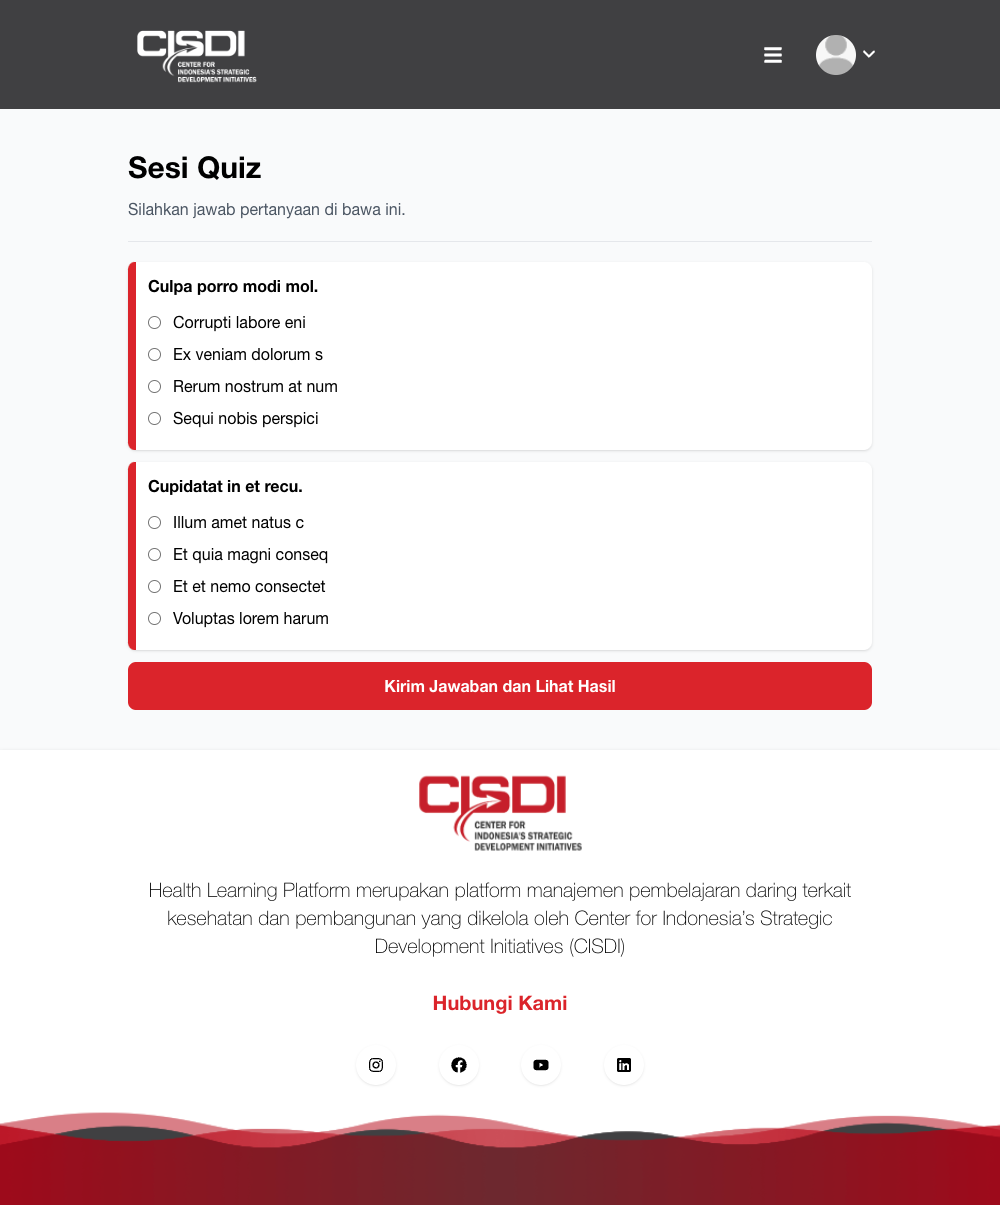 CISDI
CENTER FOR
INDONESIA'S STRATEGIC
DEVELOPMENT INITIATIVES
Sesi Quiz
Silahkan jawab pertanyaan di bawa ini.
Culpa porro modi mol.
Corrupti labore eni
Ex veniam dolorum s
Rerum nostrum at num
Sequi nobis perspici
Cupidatat in et recu.
Illum amet natus c
Et quia magni conseq
Et et nemo consectet
Voluptas lorem harum
Kirim Jawaban dan Lihat Hasil
CISDI
CENTER FOR
INDONESIA'S STRATEGIC
DEVELOPMENT INITIATIVES
Health Learning Platform merupakan platform manajemen pembelajaran daring terkait
kesehatan dan pembangunan yang dikelola oleh Center for Indonesia's Strategic
Development Initiatives (CISDI)
Hubungi Kami